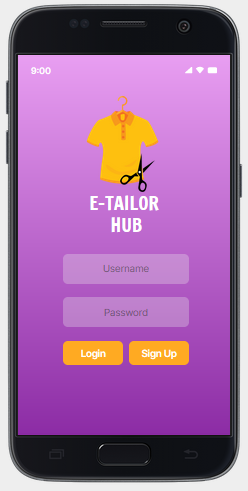 9:00
E-TAILOR
HUB
Username
Password
Login Sign Up